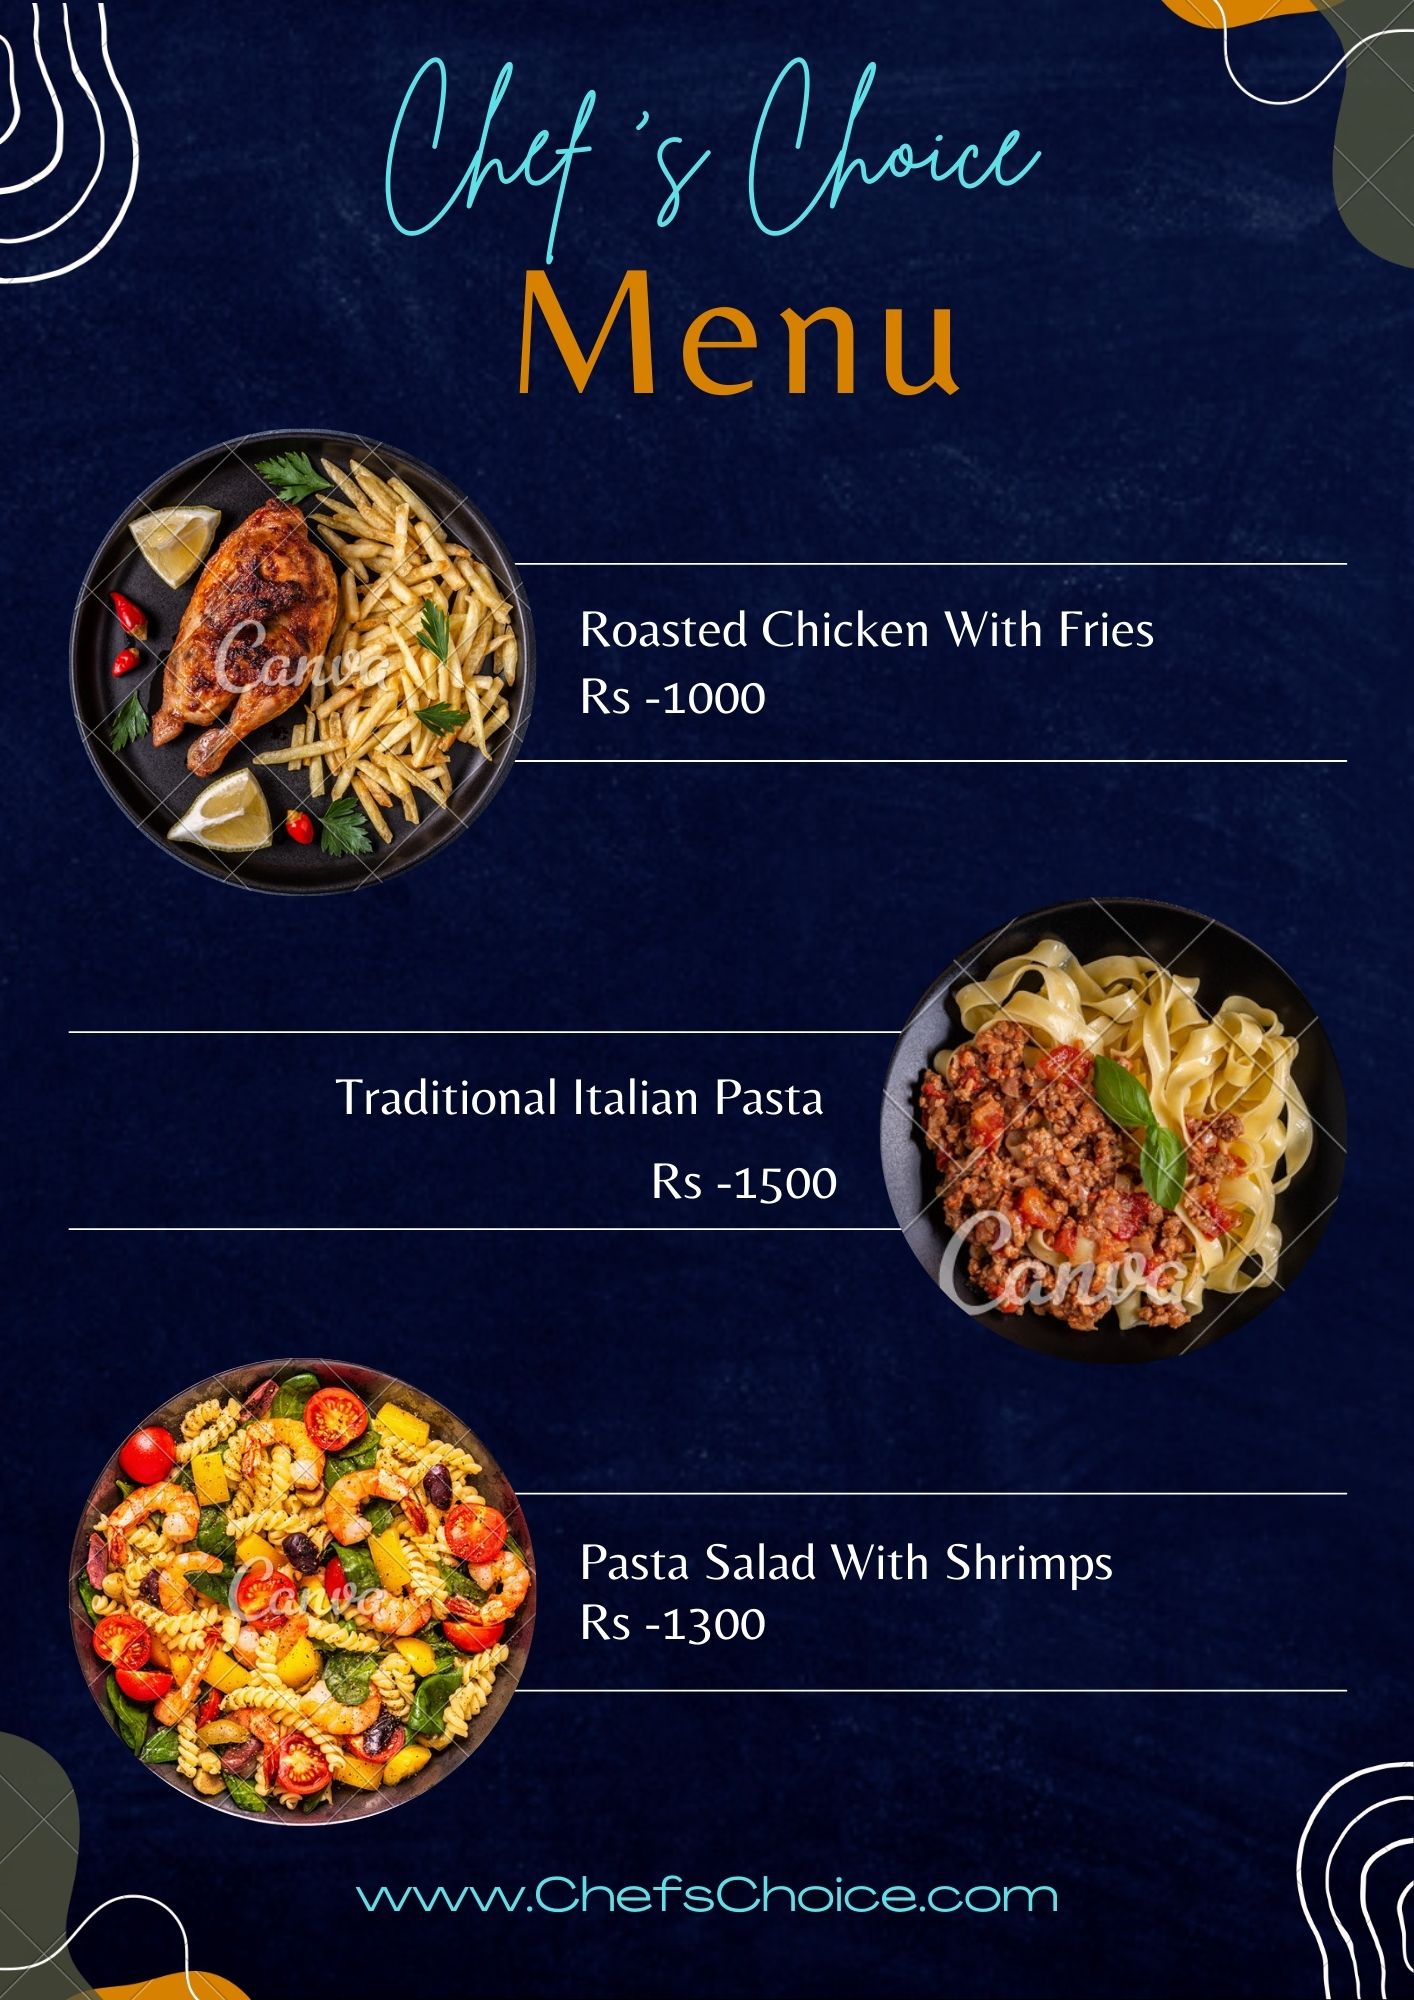 Chef's Choice
Menu
Canva
Roasted Chicken With Fries
Rs -1000
Traditional Italian Pasta
Rs -1500
Canva
Pasta Salad With Shrimps
Rs -1300
Canva
www.ChefsChoice.com